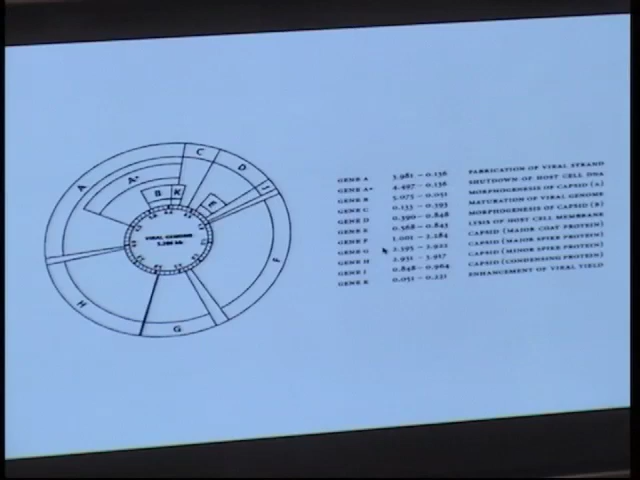 A
A*
B
K
C
D
J
E
F
G
H
VIRAL GENOME
GENE A 3.981 – 0.136 FABRICATION OF VIRAL STRAND
GENE A* 4.497 – 0.136 SHUTDOWN OF HOST CELL DNA
GENE B 5.075 – 0.051 MORPHOGENESIS OF CAPSID (A)
GENE C 0.133 – 0.393 MATURATION OF VIRAL GENOME
GENE D 0.390 – 0.848 MORPHOGENESIS OF CAPSID (B)
GENE E 0.568 – 0.843 LYSIS OF HOST CELL MEMBRANE
GENE F 1.001 – 2.284 CAPSID (MAJOR COAT PROTEIN)
GENE G 2.395 – 2.922 CAPSID (MAJOR SPIKE PROTEIN)
GENE H 2.931 – 3.917 CAPSID (MINOR SPIKE PROTEIN)
GENE J 0.848 – 0.964 CAPSID (CONDENSING PROTEIN)
GENE K 0.051 – 0.221 ENHANCEMENT OF VIRAL YIELD